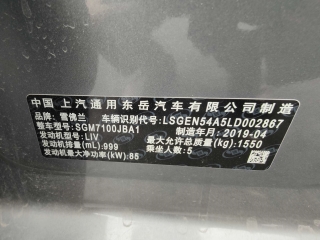 中国 上汽通用东岳汽车有限公司制造
品牌: 雪佛兰 车辆识别代号: LSGEN54A5LD002867
整车型号: SGM7100JBA1 制造年月: 2019-04
发动机型号: LIV 最大允许总质量(kg): 1550
发动机排量(mL): 999 乘坐人数: 5
发动机最大净功率(kW): 85